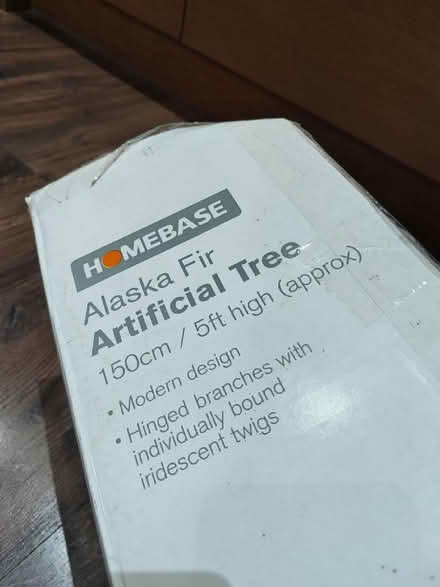 HOMEBASE
Alaska Fir
Artificial Tree
150cm / 5ft high (approx)
• Modern design
• Hinged branches with
individually bound
iridescent twigs